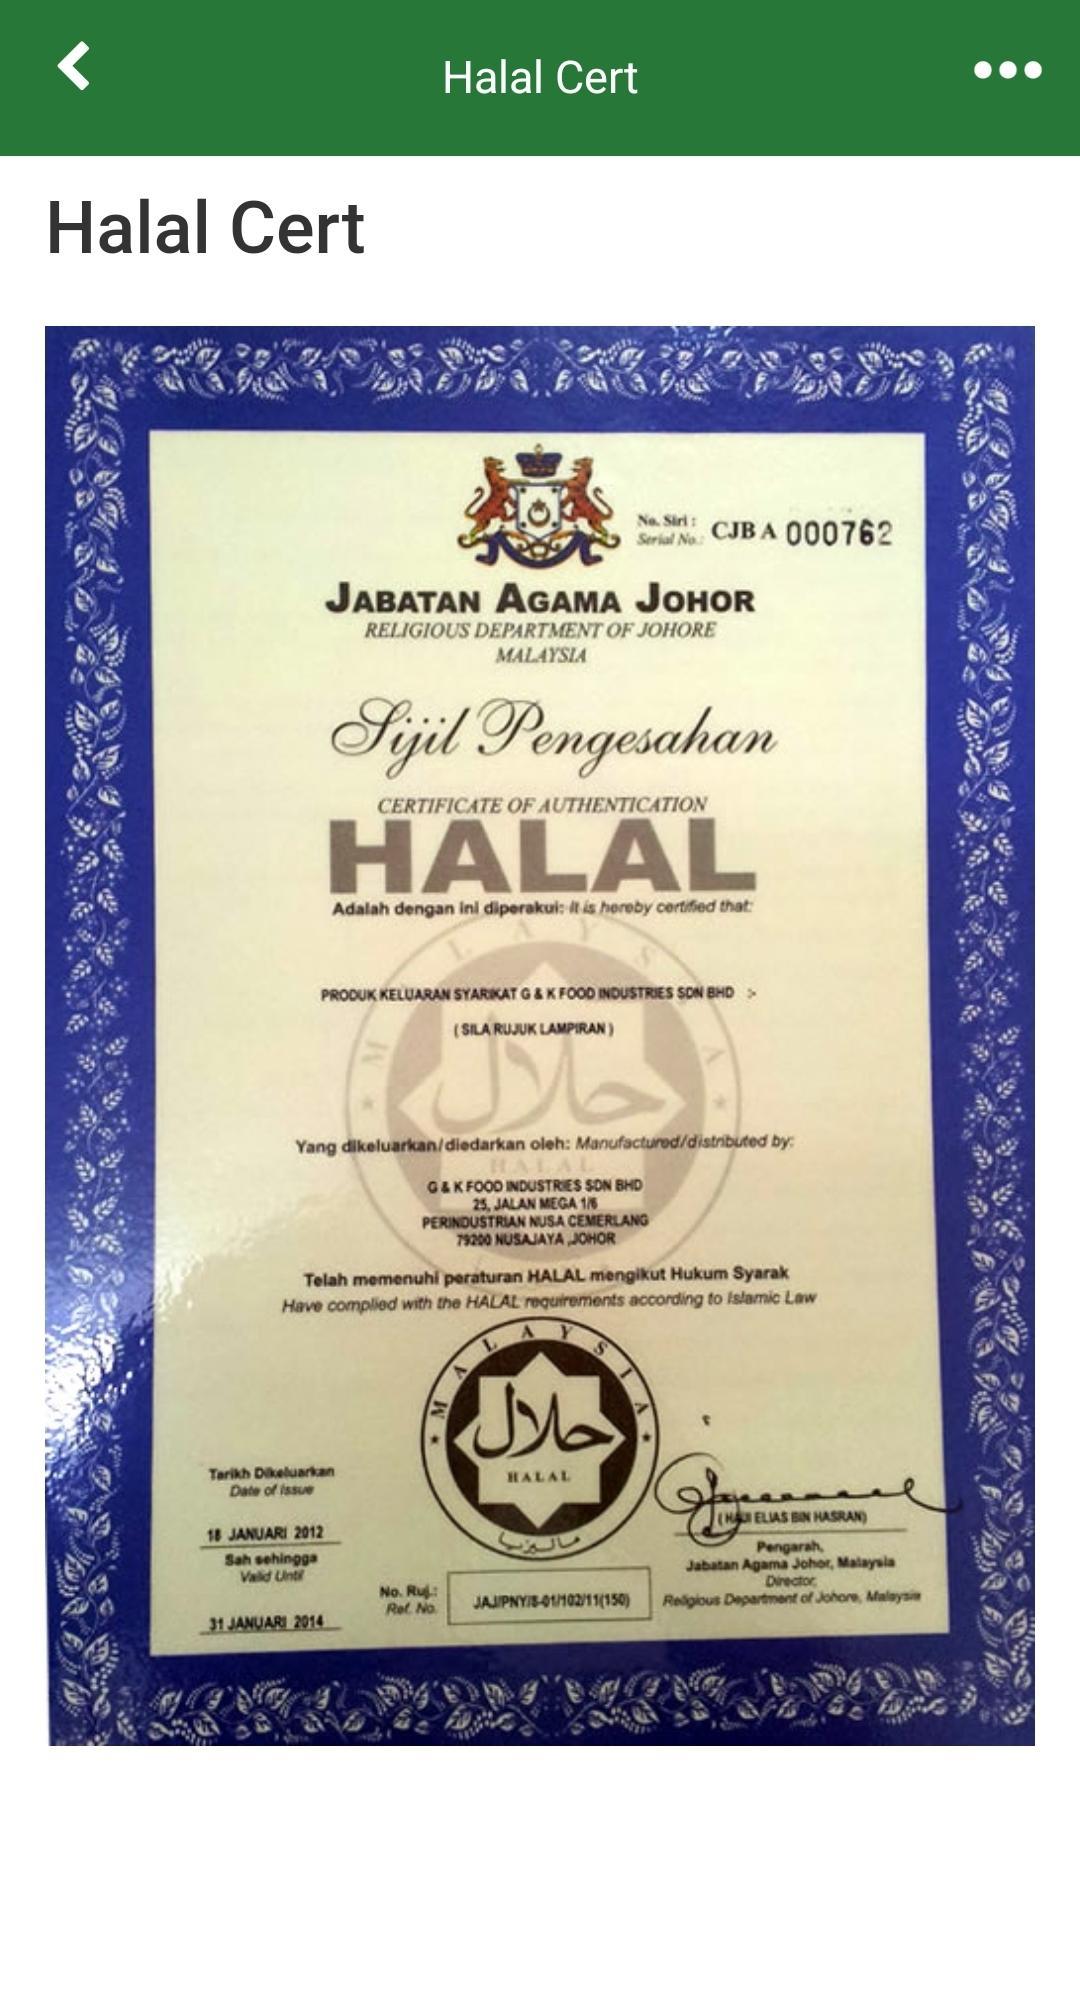 Halal Cert
Halal Cert
No. Siri :
Serial No.: CJB A 000762
JABATAN AGAMA JOHOR
RELIGIOUS DEPARTMENT OF JOHORE
MALAYSIA
Sijil Pengesahan
CERTIFICATE OF AUTHENTICATION
HALAL
Adalah dengan ini diperakui: It is hereby certified that:
MALAYSIA
PRODUK KELUARAN SYARIKAT G & K FOOD INDUSTRIES SDN BHD :-
( SILA RUJUK LAMPIRAN )
حلال
Yang dikeluarkan/diedarkan oleh: Manufactured/distributed by:
HALAL
G & K FOOD INDUSTRIES SDN BHD
25, JALAN MEGA 1/6
PERINDUSTRIAN NUSA CEMERLANG
79200 NUSAJAYA ,JOHOR
Telah memenuhi peraturan HALAL mengikut Hukum Syarak
Have complied with the HALAL requirements according to Islamic Law
MALAYSIA
حلال
HALAL
ماليزيا
Tarikh Dikeluarkan
Date of Issue
18 JANUARI 2012
Sah sehingga
Valid Until
31 JANUARI 2014
No. Ruj.:
Ref. No.
JAJ/PNY/8-01/102/11(150)
( HAJI ELIAS BIN HASRAN)
Pengarah,
Jabatan Agama Johor, Malaysia
Director,
Religious Department of Johore, Malaysia